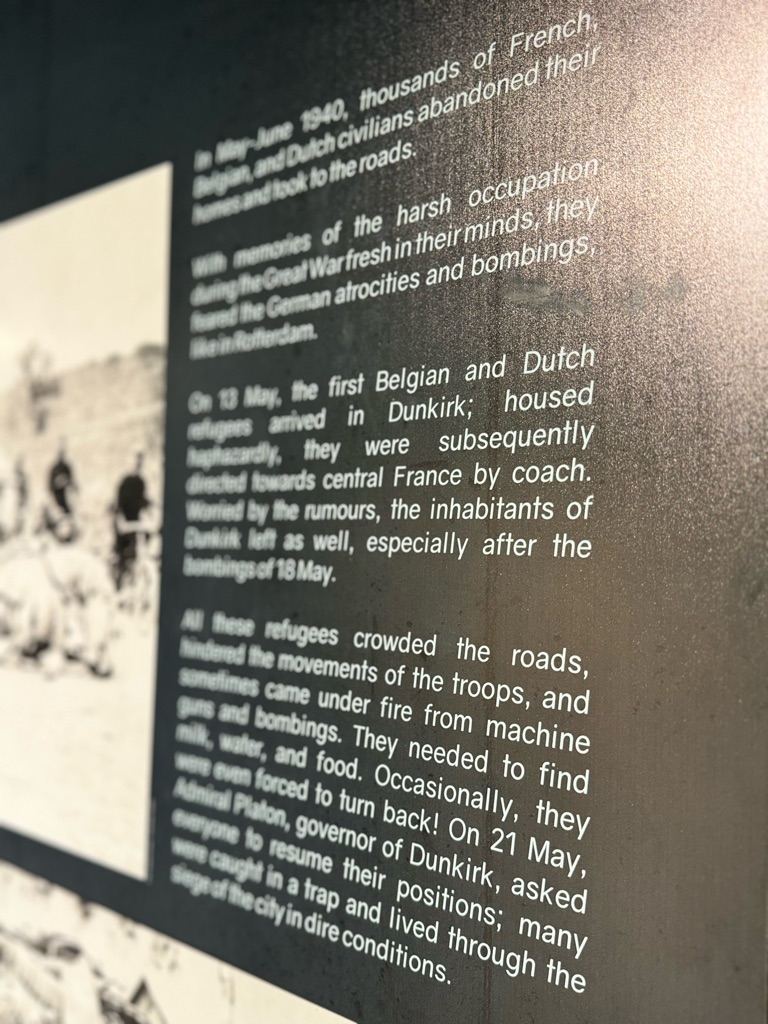 In May-June 1940, thousands of French,
Belgian, and Dutch civilians abandoned their
homes and took to the roads.
With memories of the harsh occupation
during the Great War fresh in their minds, they
feared the German atrocities and bombings,
like in Rotterdam.
On 13 May, the first Belgian and Dutch
refugees arrived in Dunkirk; housed
haphazardly, they were subsequently
directed towards central France by coach.
Worried by the rumours, the inhabitants of
Dunkirk left as well, especially after the
bombings of 18 May.
All these refugees crowded the roads,
hindered the movements of the troops, and
sometimes came under fire from machine
guns and bombings. They needed to find
milk, water, and food. Occasionally, they
were even forced to turn back! On 21 May,
Admiral Platon, governor of Dunkirk, asked
everyone to resume their positions; many
were caught in a trap and lived through the
siege of the city in dire conditions.